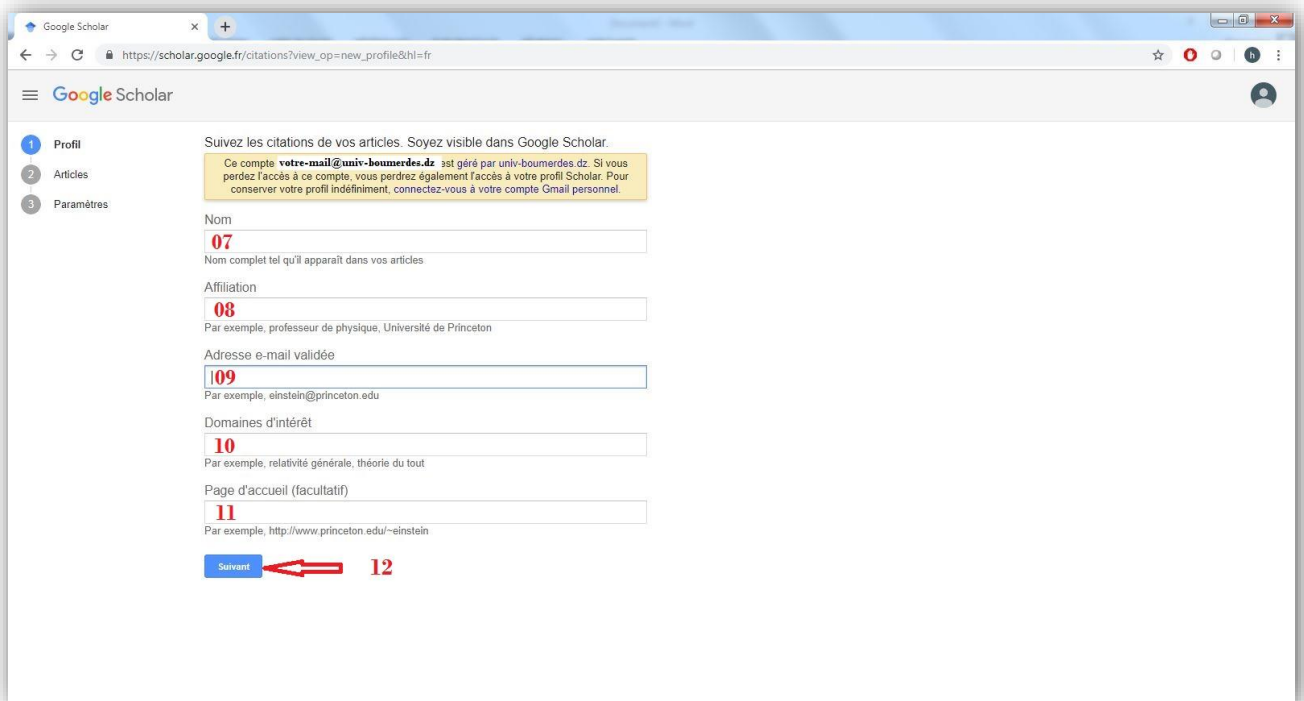 Google Scholar
https://scholar.google.fr/citations?view_op=new_profile&hl=fr
h
Google Scholar
1 Profil
2 Articles
3 Paramètres
Suivez les citations de vos articles. Soyez visible dans Google Scholar.
Ce compte votre-mail@univ-boumerdes.dz est géré par univ-boumerdes.dz. Si vous
perdez l'accès à ce compte, vous perdrez également l'accès à votre profil Scholar. Pour
conserver votre profil indéfiniment, connectez-vous à votre compte Gmail personnel.
Nom
07
Nom complet tel qu'il apparaît dans vos articles
Affiliation
08
Par exemple, professeur de physique, Université de Princeton
Adresse e-mail validée
09
Par exemple, einstein@princeton.edu
Domaines d'intérêt
10
Par exemple, relativité générale, théorie du tout
Page d'accueil (facultatif)
11
Par exemple, http://www.princeton.edu/~einstein
Suivant 12